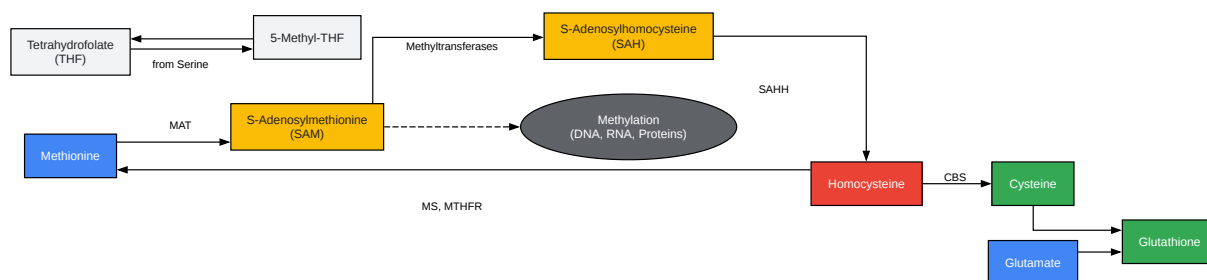 Tetrahydrofolate
(THF)
5-Methyl-THF
from Serine
Methyltransferases
S-Adenosylhomocysteine
(SAH)
SAHH
MAT
S-Adenosylmethionine
(SAM)
Methylation
(DNA, RNA, Proteins)
Methionine
MS, MTHFR
Homocysteine
CBS
Cysteine
Glutamate
Glutathione